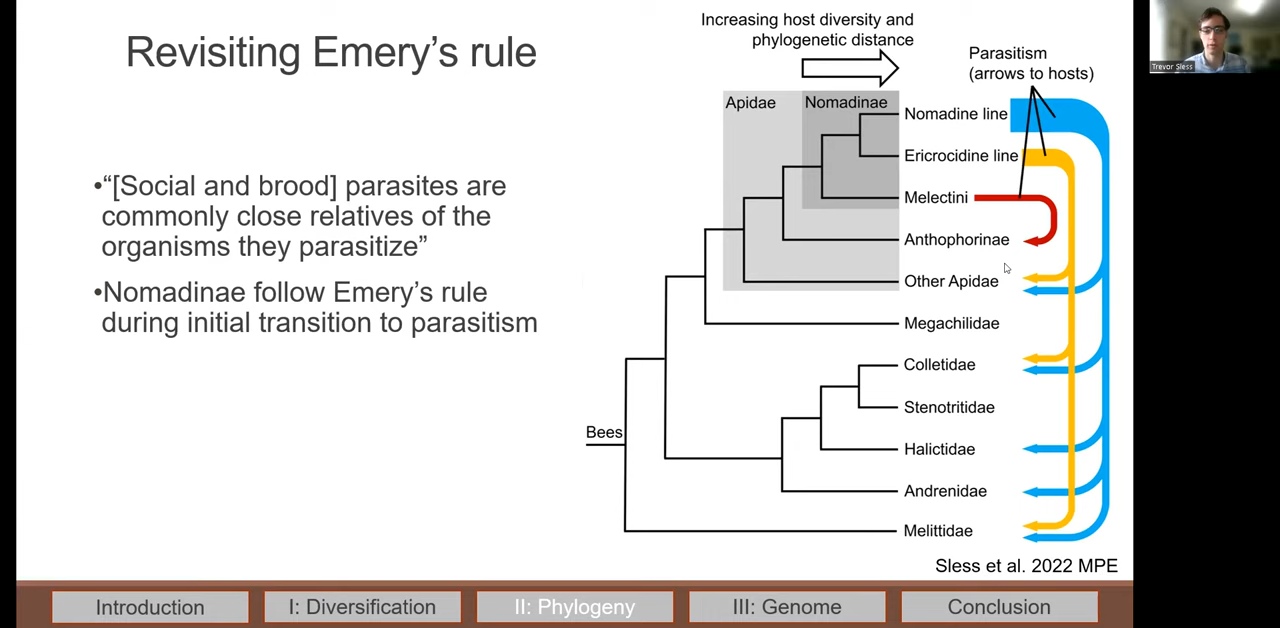 Revisiting Emery's rule
•“[Social and brood] parasites are
commonly close relatives of the
organisms they parasitize”
•Nomadinae follow Emery's rule
during initial transition to parasitism
Increasing host diversity and
phylogenetic distance
Parasitism
(arrows to hosts)
Apidae
Nomadinae
Nomadine line
Ericrocidine line
Melectini
Anthophorinae
Other Apidae
Megachilidae
Colletidae
Stenotritidae
Halictidae
Andrenidae
Melittidae
Bees
Sless et al. 2022 MPE
Introduction
I: Diversification
II: Phylogeny
III: Genome
Conclusion
Trevor Sless